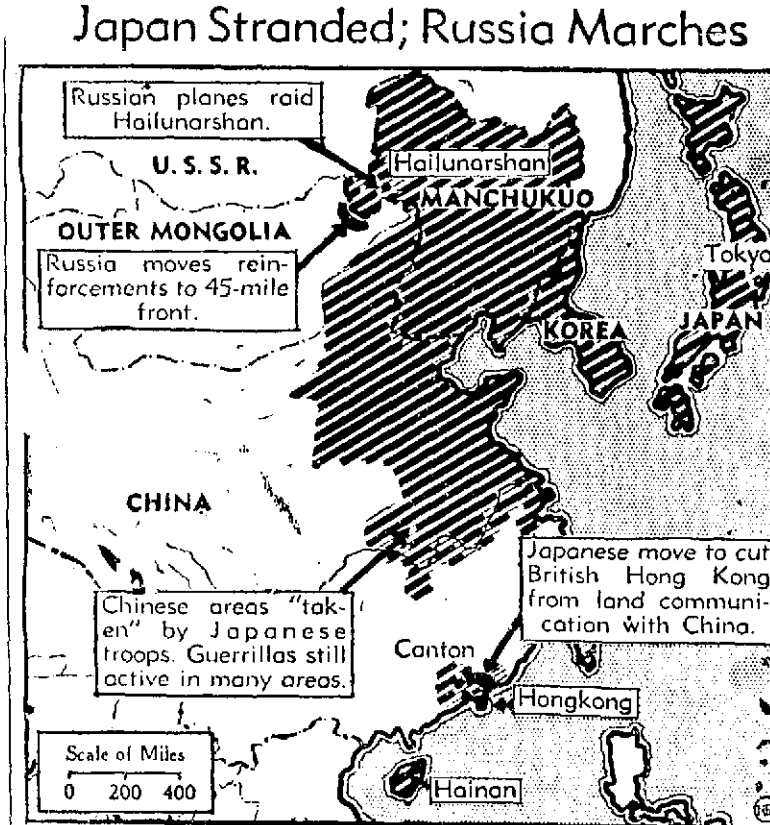 Japan Stranded; Russia Marches
Russian planes raid
Hailunarshan.
U. S. S. R.
Hailunarshan
MANCHUKUO
OUTER MONGOLIA
Russia moves rein-
forcements to 45-mile
front.
Tokyo
KOREA
JAPAN
CHINA
Japanese move to cut
British Hong Kong
from land communi-
cation with China.
Chinese areas "tak-
en" by Japanese
troops. Guerrillas still
active in many areas.
Canton
Hongkong
Scale of Miles
0 200 400
Hainan